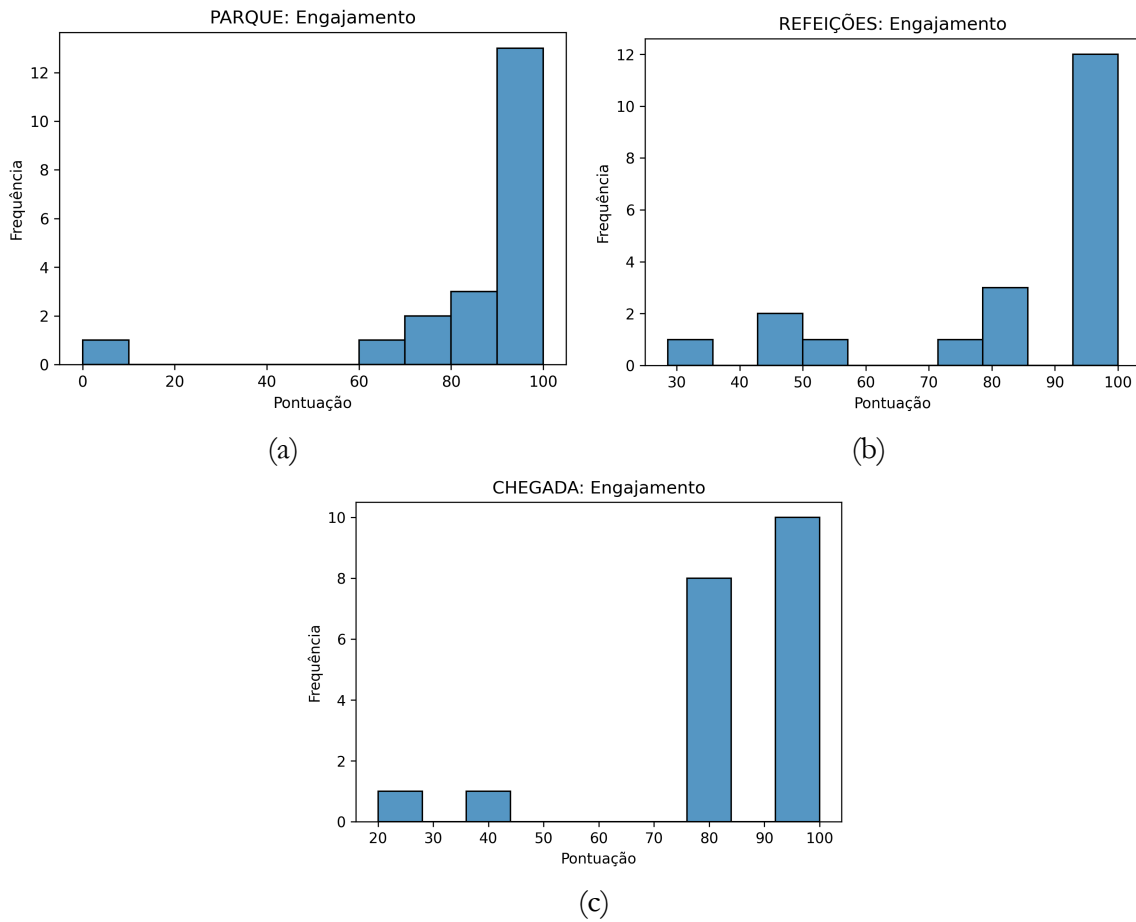 PARQUE: Engajamento
Frequência
12
10
8
6
4
2
0
0 20 40 60 80 100
Pontuação
(a)
REFEIÇÕES: Engajamento
Frequência
12
10
8
6
4
2
0
30 40 50 60 70 80 90 100
Pontuação
(b)
CHEGADA: Engajamento
Frequência
10
8
6
4
2
0
20 30 40 50 60 70 80 90 100
Pontuação
(c)